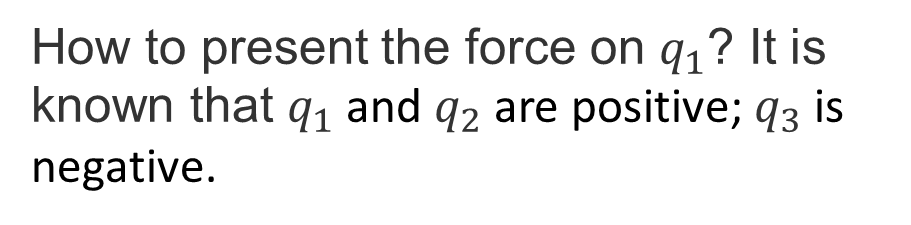 How to present the force on q₁? It is
known that q₁ and q₂ are positive; q₃ is
negative.